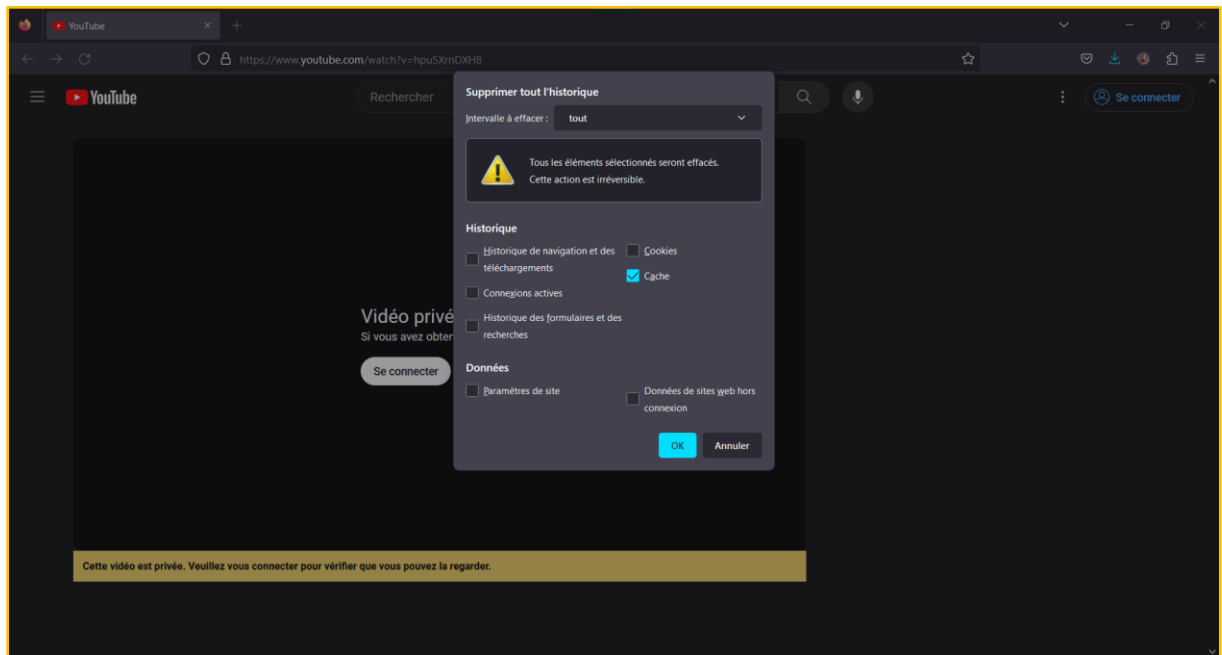 YouTube
https://www.youtube.com/watch?v=hpuSXrnDXH8
YouTube
Rechercher
Se connecter
Supprimer tout l'historique
Intervalle à effacer : tout
Tous les éléments sélectionnés seront effacés.
Cette action est irréversible.
Historique
Historique de navigation et des
téléchargements
Cookies
Cache
Connexions actives
Historique des formulaires et des
recherches
Données
Paramètres de site
Données de sites web hors
connexion
OK
Annuler
Vidéo privé
Si vous avez obten
Se connecter
Cette vidéo est privée. Veuillez vous connecter pour vérifier que vous pouvez la regarder.